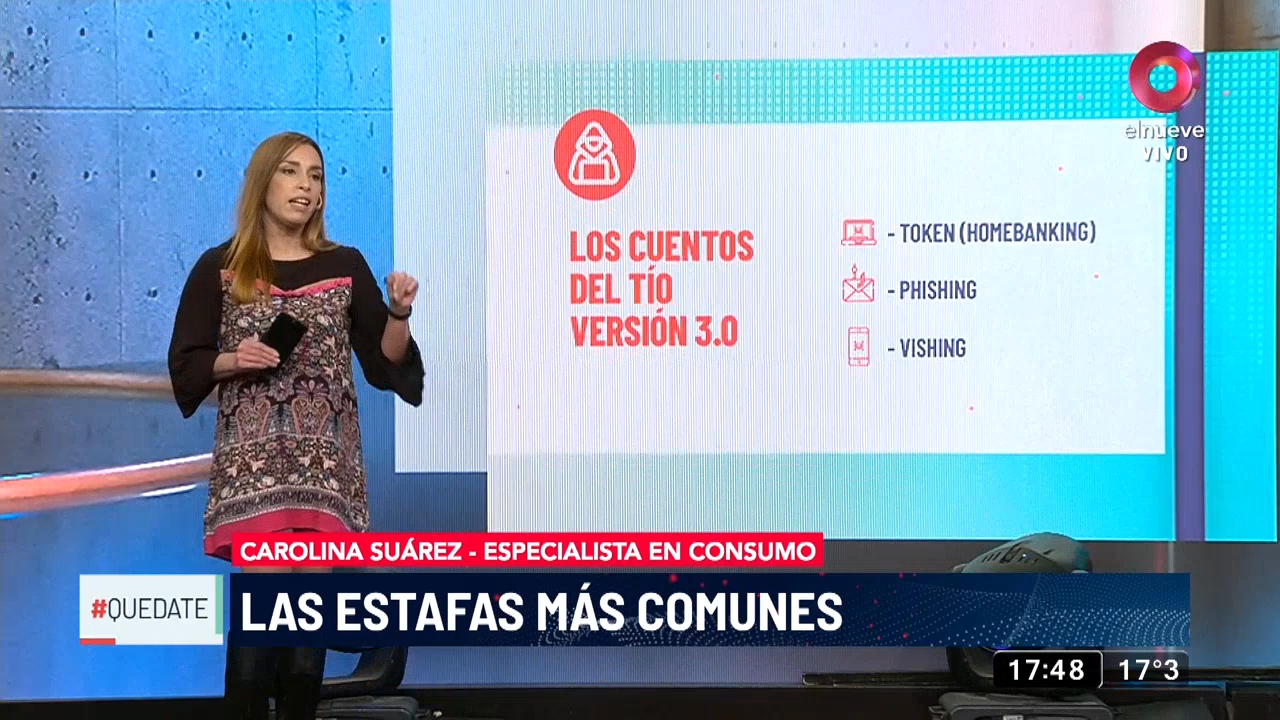 elnueve
VIVO
LOS CUENTOS
DEL TÍO
VERSIÓN 3.0
- TOKEN (HOMEBANKING)
- PHISHING
- VISHING
CAROLINA SUÁREZ - ESPECIALISTA EN CONSUMO
#QUEDATE
LAS ESTAFAS MÁS COMUNES
17:48
17°3